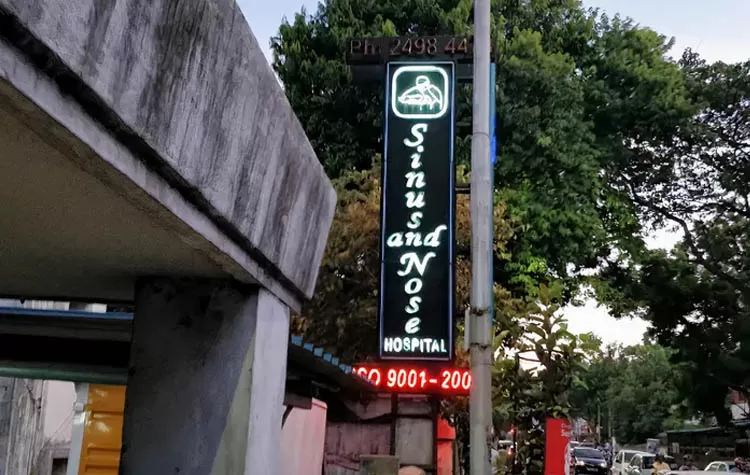 Ph: 2498 44
Sinus
and
Nose
HOSPITAL
ISO 9001-200